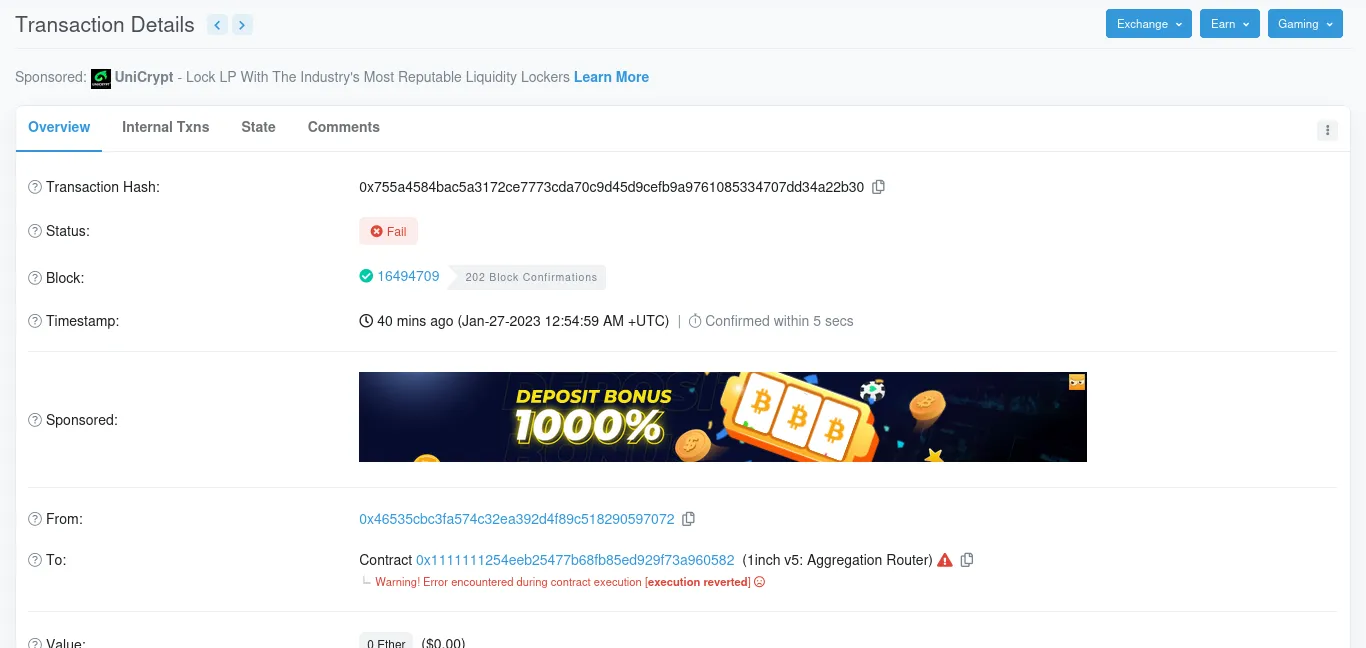 Transaction Details
Exchange Earn Gaming
Sponsored: UniCrypt - Lock LP With The Industry's Most Reputable Liquidity Lockers Learn More
Overview Internal Txns State Comments
Transaction Hash: 0x755a4584bac5a3172ce7773cda70c9d45d9cefb9a9761085334707dd34a22b30
Status: Fail
Block: 16494709 202 Block Confirmations
Timestamp: 40 mins ago (Jan-27-2023 12:54:59 AM +UTC) | Confirmed within 5 secs
Sponsored:
DEPOSIT BONUS
1000%
From: 0x46535cbc3fa574c32ea392d4f89c518290597072
To: Contract 0x1111111254eeb25477b68fb85ed929f73a960582 (1inch v5: Aggregation Router)
Warning! Error encountered during contract execution [execution reverted]
Value: 0 Ether ($0.00)